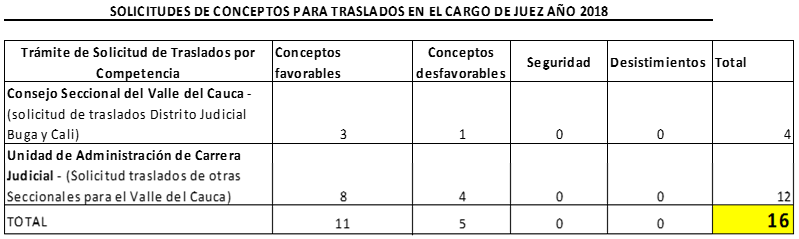 SOLICITUDES DE CONCEPTOS PARA TRASLADOS EN EL CARGO DE JUEZ AÑO 2018
Trámite de Solicitud de Traslados por Competencia Conceptos favorables Conceptos desfavorables Seguridad Desistimientos Total
Consejo Seccional del Valle del Cauca -
(solicitud de traslados Distrito Judicial
Buga y Cali) 3 1 0 0 4
Unidad de Administración de Carrera
Judicial - (Solicitud traslados de otras
Seccionales para el Valle del Cauca) 8 4 0 0 12
TOTAL 11 5 0 0 16